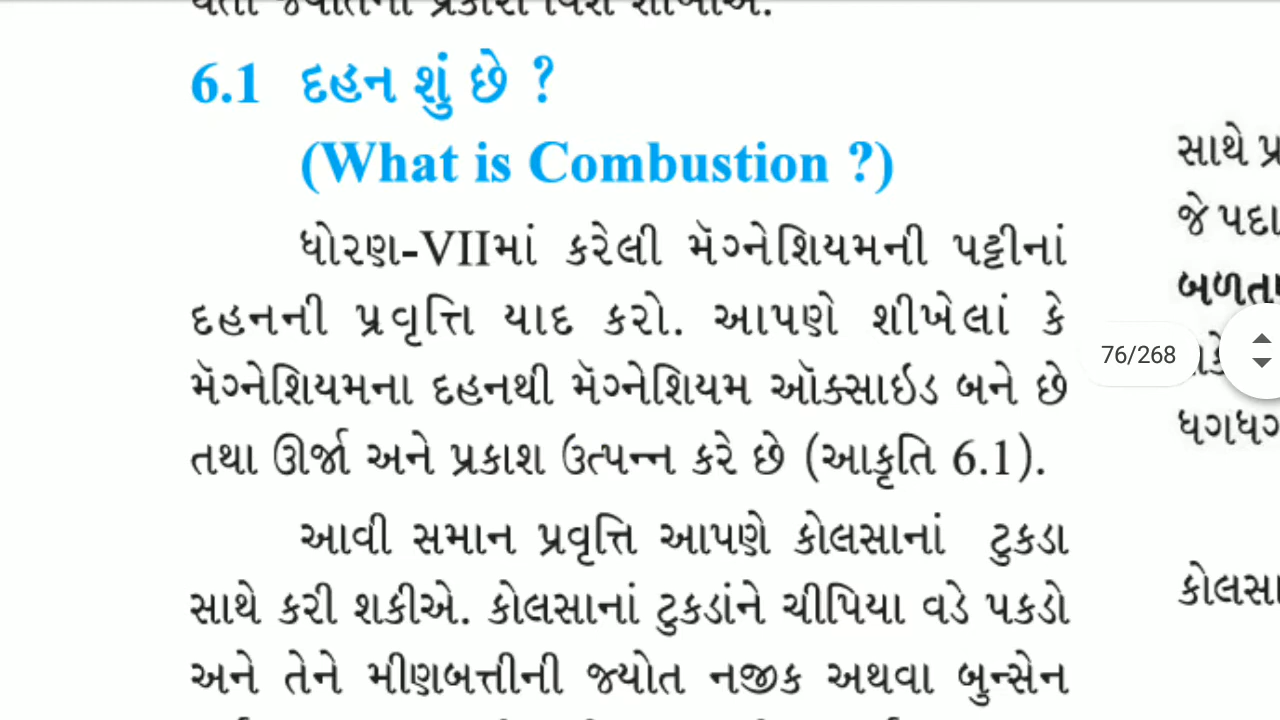 6.1 દહન શું છે ?
(What is Combustion ?)
ધોરણ-VIIમાં કરેલી મૅગ્નેશિયમની પટ્ટીનાં
દહનની પ્રવૃત્તિ યાદ કરો. આપણે શીખેલાં કે
મૅગ્નેશિયમના દહનથી મૅગ્નેશિયમ ઑક્સાઇડ બને છે
તથા ઊર્જા અને પ્રકાશ ઉત્પન્ન કરે છે (આકૃતિ 6.1).
આવી સમાન પ્રવૃત્તિ આપણે કોલસાનાં ટુકડા
સાથે કરી શકીએ. કોલસાનાં ટુકડાંને ચીપિયા વડે પકડો
અને તેને મીણબત્તીની જ્યોત નજીક અથવા બુન્સેન
સાથે
જે
76/268